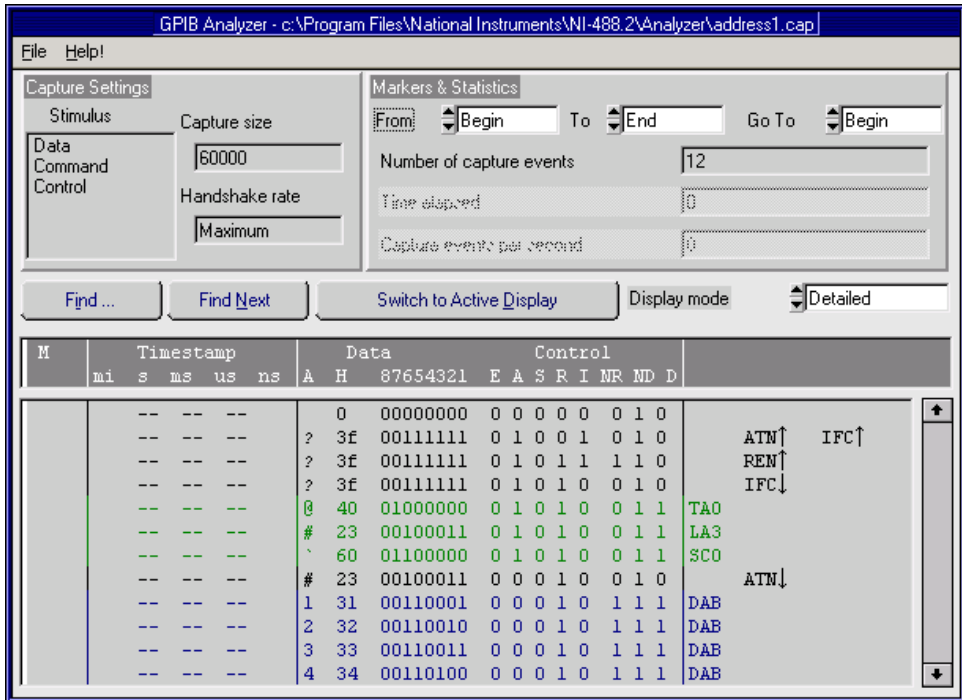 GPIB Analyzer - c:\Program Files\National Instruments\NI-488.2\Analyzer\address1.cap
File Help!
Capture Settings
Stimulus
Data
Command
Control
Capture size
60000
Handshake rate
Maximum
Markers & Statistics
From Begin To End Go To Begin
Number of capture events 12
Time elapsed 0
Capture events per second 0
Find ... Find Next Switch to Active Display Display mode Detailed
M Timestamp Data Control
mi s ms us ns A H 87654321 E A S R I NR ND D
-- -- -- 0 00000000 0 0 0 0 0 0 1 0
-- -- -- ? 3f 00111111 0 1 0 0 1 0 1 0 ATN↑ IFC↑
-- -- -- ? 3f 00111111 0 1 0 1 1 1 1 0 REN↑
-- -- -- ? 3f 00111111 0 1 0 1 0 0 1 0 IFC↓
-- -- -- @ 40 01000000 0 1 0 1 0 0 1 1 TA0
-- -- -- # 23 00100011 0 1 0 1 0 0 1 1 LA3
-- -- -- ` 60 01100000 0 1 0 1 0 0 1 1 SC0
-- -- -- # 23 00100011 0 0 0 1 0 0 1 0 ATN↓
-- -- -- 1 31 00110001 0 0 0 1 0 1 1 1 DAB
-- -- -- 2 32 00110010 0 0 0 1 0 1 1 1 DAB
-- -- -- 3 33 00110011 0 0 0 1 0 1 1 1 DAB
-- -- -- 4 34 00110100 0 0 0 1 0 1 1 1 DAB